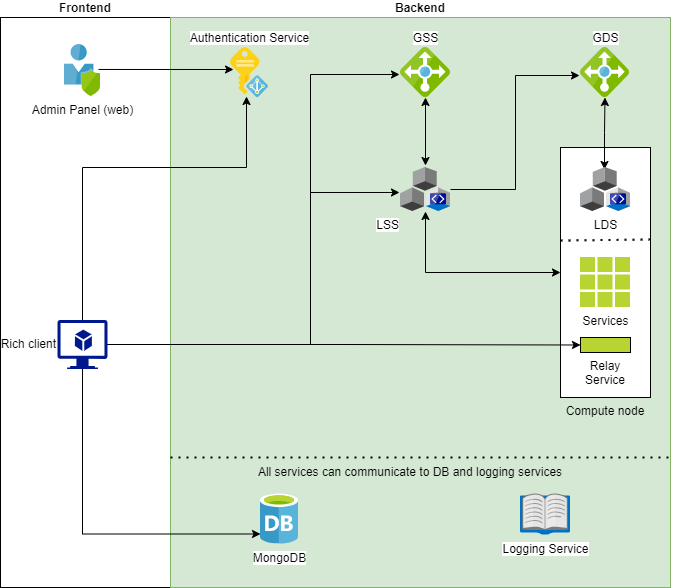 Frontend
Backend
Authentication Service
GSS
GDS
Admin Panel (web)
LSS
LDS
Services
Rich client
Relay
Service
Compute node
All services can communicate to DB and logging services
DB
MongoDB
Logging Service